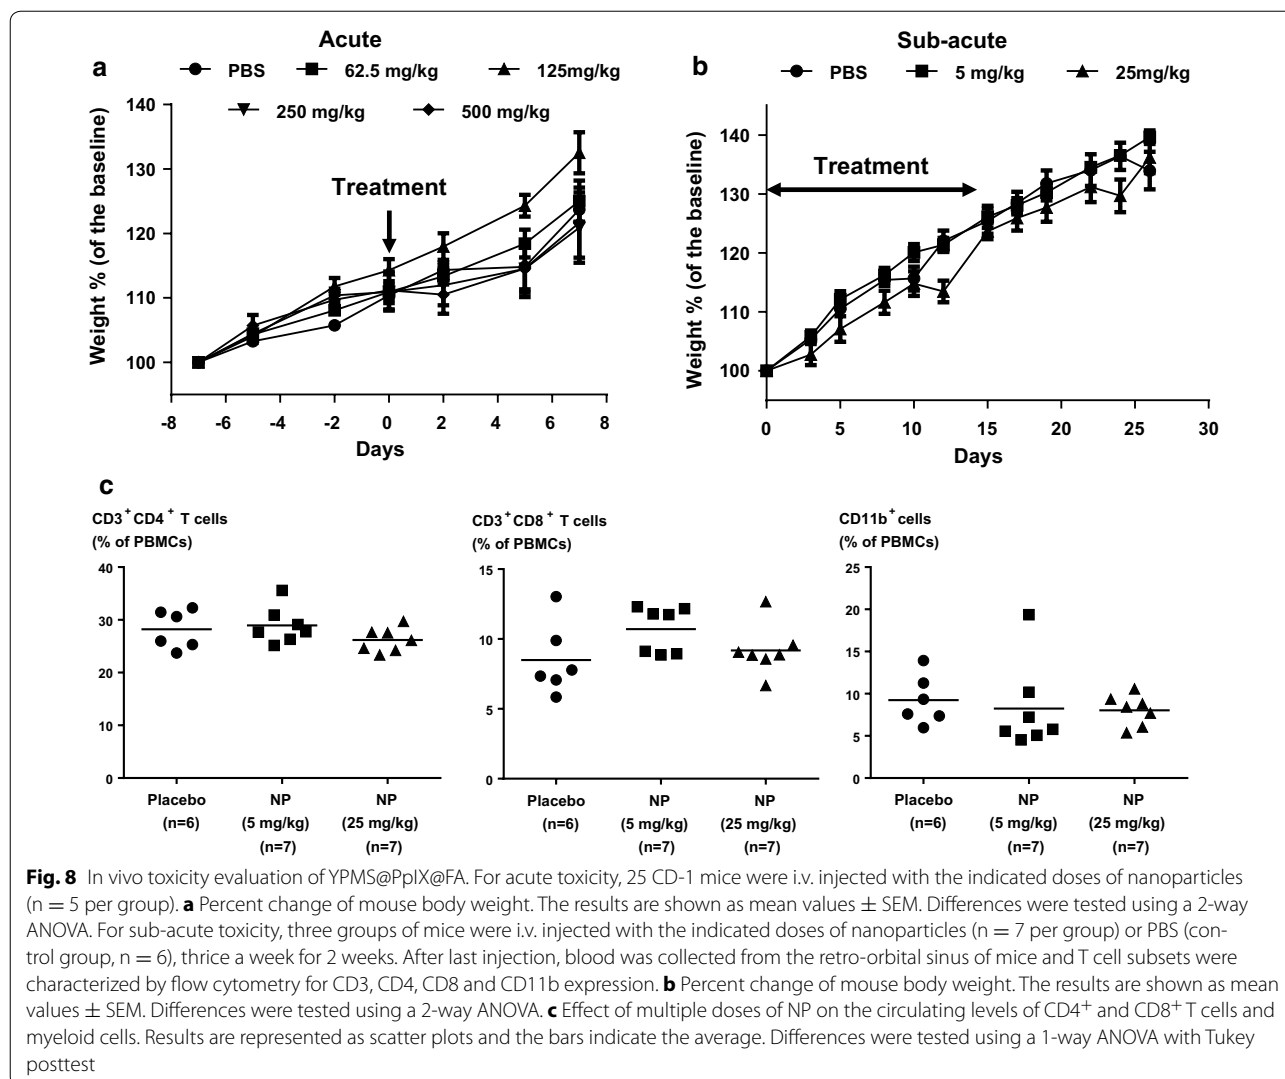 Acute
a
PBS
62.5 mg/kg
125mg/kg
250 mg/kg
500 mg/kg
Weight % (of the baseline)
140
130
120
110
100
Treatment
-8
-6
-4
-2
0
2
4
6
8
Days
Sub-acute
b
PBS
5 mg/kg
25mg/kg
Weight % (of the baseline)
140
130
120
110
100
Treatment
0
5
10
15
20
25
30
Days
c
CD3+CD4+ T cells
(% of PBMCs)
40
30
20
10
0
Placebo
(n=6)
NP
(5 mg/kg)
(n=7)
NP
(25 mg/kg)
(n=7)
CD3+CD8+ T cells
(% of PBMCs)
15
10
5
0
Placebo
(n=6)
NP
(5 mg/kg)
(n=7)
NP
(25 mg/kg)
(n=7)
CD11b+cells
(% of PBMCs)
25
20
15
10
5
0
Placebo
(n=6)
NP
(5 mg/kg)
(n=7)
NP
(25 mg/kg)
(n=7)
Fig. 8 In vivo toxicity evaluation of YPMS@PpIX@FA. For acute toxicity, 25 CD-1 mice were i.v. injected with the indicated doses of nanoparticles
(n = 5 per group). a Percent change of mouse body weight. The results are shown as mean values ± SEM. Differences were tested using a 2-way
ANOVA. For sub-acute toxicity, three groups of mice were i.v. injected with the indicated doses of nanoparticles (n = 7 per group) or PBS (con-
trol group, n = 6), thrice a week for 2 weeks. After last injection, blood was collected from the retro-orbital sinus of mice and T cell subsets were
characterized by flow cytometry for CD3, CD4, CD8 and CD11b expression. b Percent change of mouse body weight. The results are shown as mean
values ± SEM. Differences were tested using a 2-way ANOVA. c Effect of multiple doses of NP on the circulating levels of CD4+ and CD8+ T cells and
myeloid cells. Results are represented as scatter plots and the bars indicate the average. Differences were tested using a 1-way ANOVA with Tukey
posttest